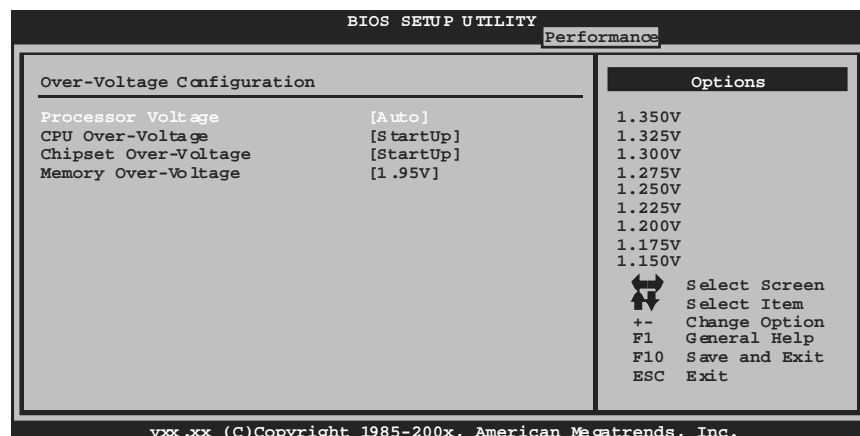 BIOS SETUP UTILITY
Performance
Over-Voltage Configuration
Processor Voltage [Auto]
CPU Over-Voltage [StartUp]
Chipset Over-Voltage [StartUp]
Memory Over-Voltage [1.95V]
Options
1.350V
1.325V
1.300V
1.275V
1.250V
1.225V
1.200V
1.175V
1.150V
Select Screen
Select Item
+- Change Option
F1 General Help
F10 Save and Exit
ESC Exit
vxx.xx (C)Copyright 1985-200x, American Megatrends, Inc.